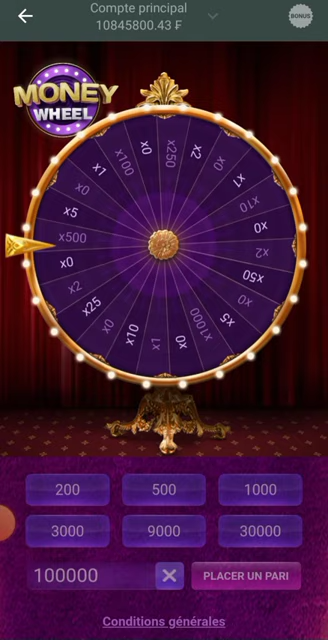 Compte principal
10845800.43 ₣
BONUS
MONEY
WHEEL
x0
x250
x2
x0
x1
x10
x0
x2
x50
x0
x5
x1000
x0
x1
x10
x0
x25
x2
x0
x500
x5
x0
x1
x100
200
500
1000
3000
9000
30000
100000
PLACER UN PARI
Conditions générales